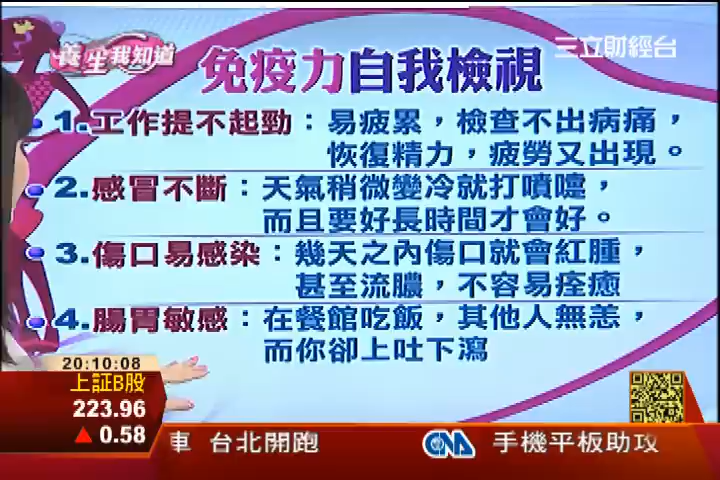 養生我知道
三立財經台
免疫力自我檢視
1.工作提不起勁：易疲累，檢查不出病痛，
恢復精力，疲勞又出現。
2.感冒不斷：天氣稍微變冷就打噴嚏，
而且要好長時間才會好。
3.傷口易感染：幾天之內傷口就會紅腫，
甚至流膿，不容易痊癒
4.腸胃敏感：在餐館吃飯，其他人無恙，
而你卻上吐下瀉
20:10:08
上証B股
223.96
▲0.58
車 台北開跑 CNA 手機平板助攻